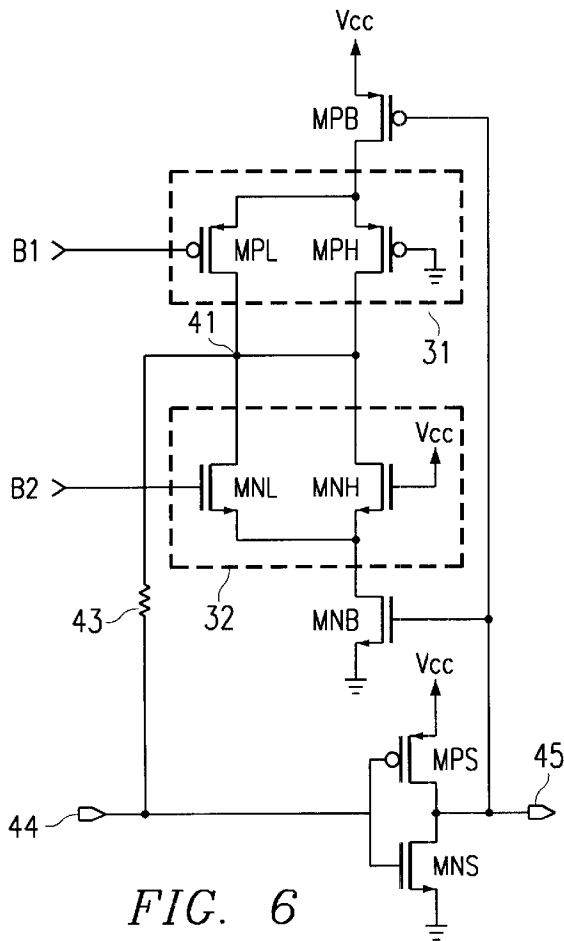 Vcc
MPB
B1
MPL
MPH
41
31
Vcc
B2
MNL
MNH
43
32
MNB
Vcc
MPS
45
44
MNS
FIG. 6